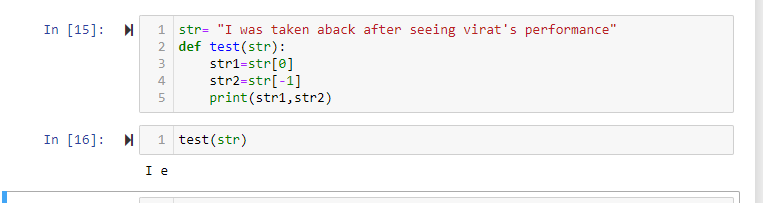 In [15]: 1 str= "I was taken aback after seeing virat's performance"
2 def test(str):
3     str1=str[0]
4     str2=str[-1]
5     print(str1,str2)
In [16]: 1 test(str)
I e